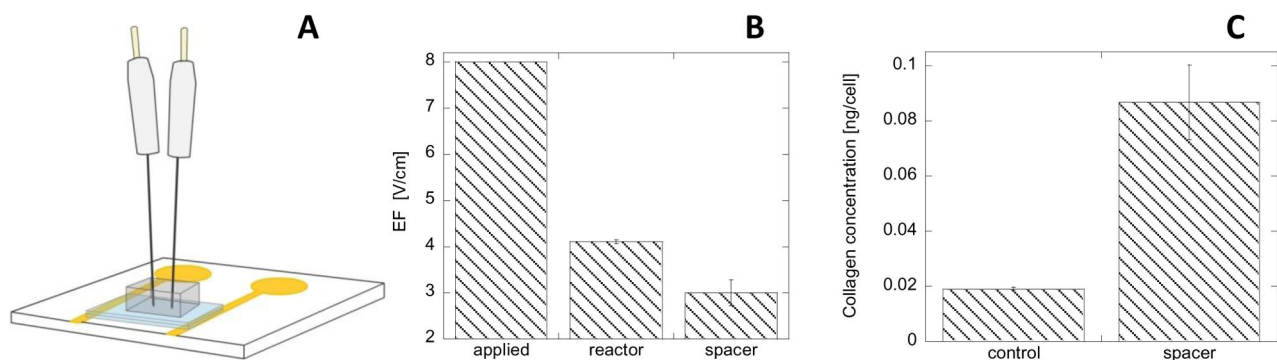 A
B
EF [V/cm]
8
7
6
5
4
3
2
applied reactor spacer
C
Collagen concentration [ng/cell]
0.1
0.08
0.06
0.04
0.02
0
control spacer